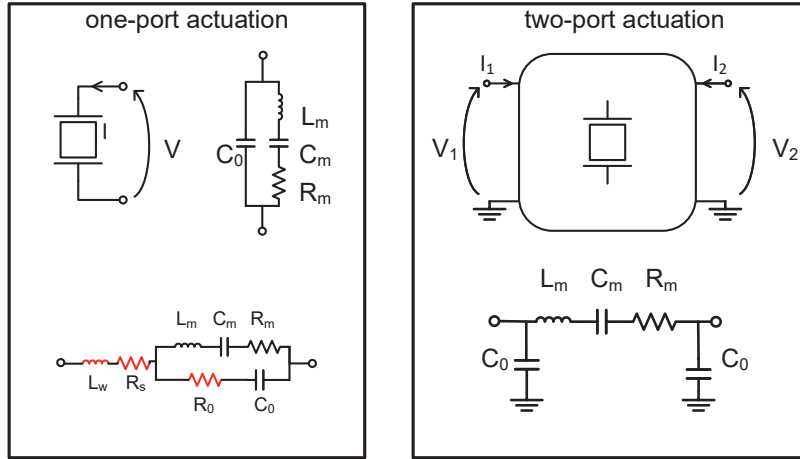 one-port actuation
I
V
C₀
Lₘ
Cₘ
Rₘ
Lₘ
Cₘ
Rₘ
L_w
Rₛ
R₀
C₀
two-port actuation
I₁
I₂
V₁
V₂
Lₘ
Cₘ
Rₘ
C₀
C₀